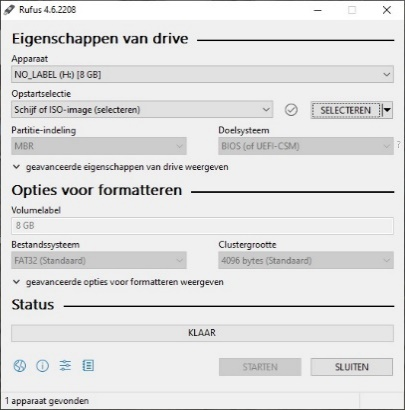 Rufus 4.6.2208
Eigenschappen van drive
Apparaat
NO_LABEL (H:) [8 GB]
Opstartselectie
Schijf of ISO-image (selecteren)
SELECTEREN
Partitie-indeling
Doelsysteem
MBR
BIOS (of UEFI-CSM)
?
geavanceerde eigenschappen van drive weergeven
Opties voor formatteren
Volumelabel
8 GB
Bestandssysteem
Clustergrootte
FAT32 (Standaard)
4096 bytes (Standaard)
geavanceerde opties voor formatteren weergeven
Status
KLAAR
STARTEN
SLUITEN
1 apparaat gevonden